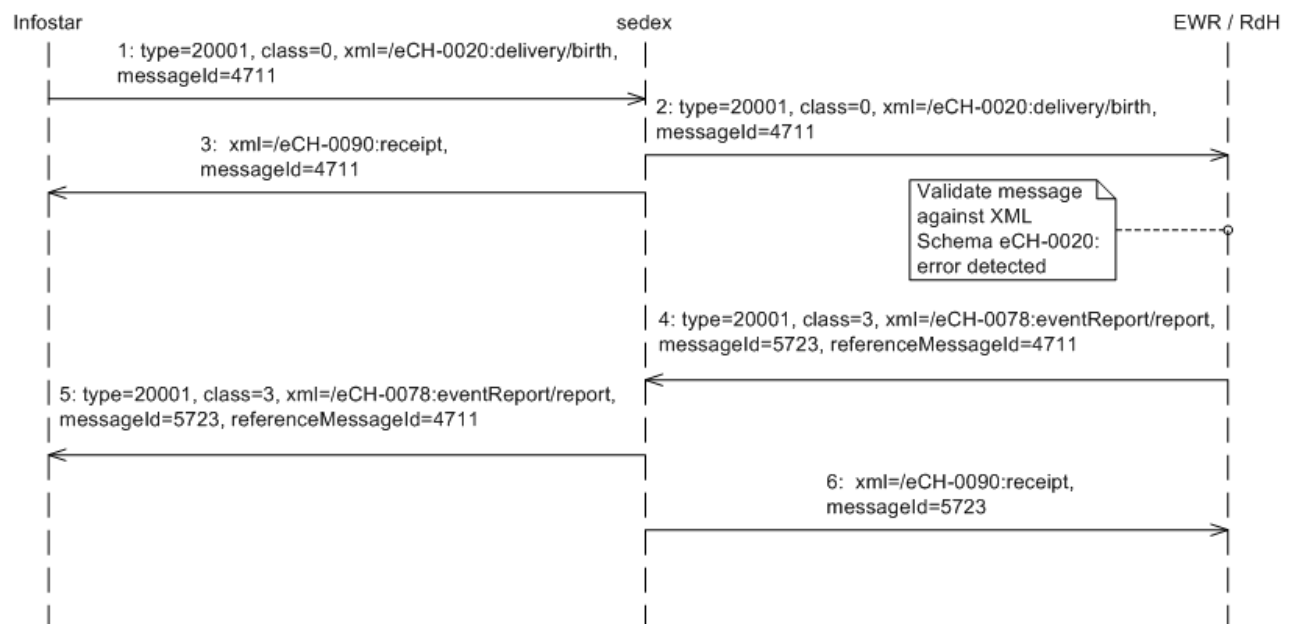 Infostar sedex EWR / RdH
1: type=20001, class=0, xml=/eCH-0020:delivery/birth,
messageId=4711
2: type=20001, class=0, xml=/eCH-0020:delivery/birth,
messageId=4711
3: xml=/eCH-0090:receipt,
messageId=4711
Validate message
against XML
Schema eCH-0020:
error detected
4: type=20001, class=3, xml=/eCH-0078:eventReport/report,
messageId=5723, referenceMessageId=4711
5: type=20001, class=3, xml=/eCH-0078:eventReport/report,
messageId=5723, referenceMessageId=4711
6: xml=/eCH-0090:receipt,
messageId=5723